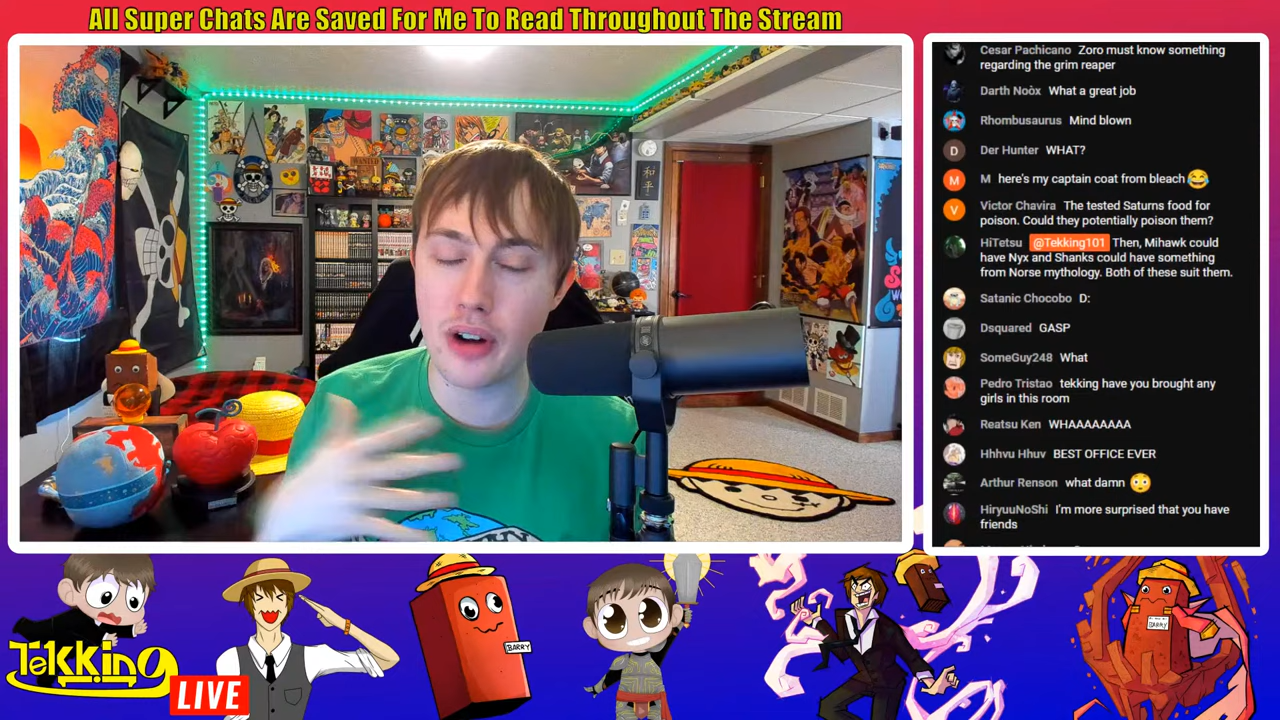 All Super Chats Are Saved For Me To Read Throughout The Stream
WANTED
和
平
Cesar Pachicano Zoro must know something
regarding the grim reaper
Darth Noòx What a great job
Rhombusaurus Mind blown
D Der Hunter WHAT?
M M here's my captain coat from bleach😂
V Victor Chavira The tested Saturns food for
poison. Could they potentially poison them?
HiTetsu @Tekking101 Then, Mihawk could
have Nyx and Shanks could have something
from Norse mythology. Both of these suit them.
Satanic Chocobo D:
Dsquared GASP
SomeGuy248 What
Pedro Tristao tekking have you brought any
girls in this room
Reatsu Ken WHAAAAAAAA
Hhhvu Hhuv BEST OFFICE EVER
Arthur Renson what damn 😳
HiryuuNoShi I'm more surprised that you have
friends
TeKKinG
LIVE
BARRY
BARRY